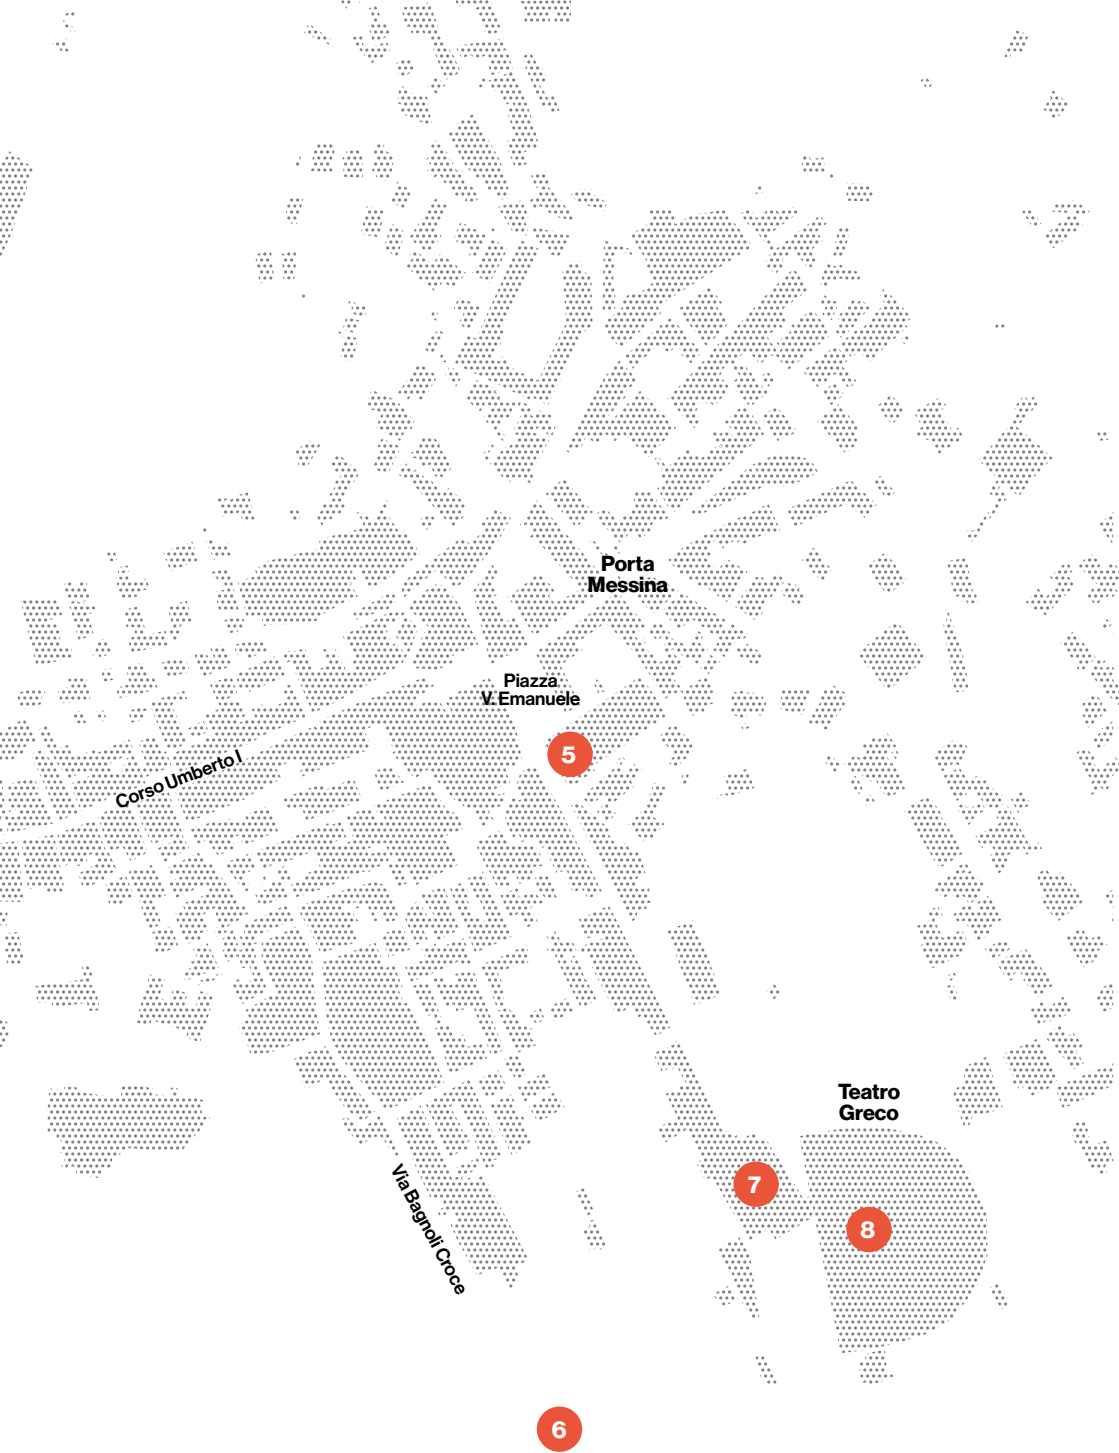 Porta
Messina
Piazza
V. Emanuele
5
Corso Umberto I
Teatro
Greco
7
8
Via Bagnoli Croce
6